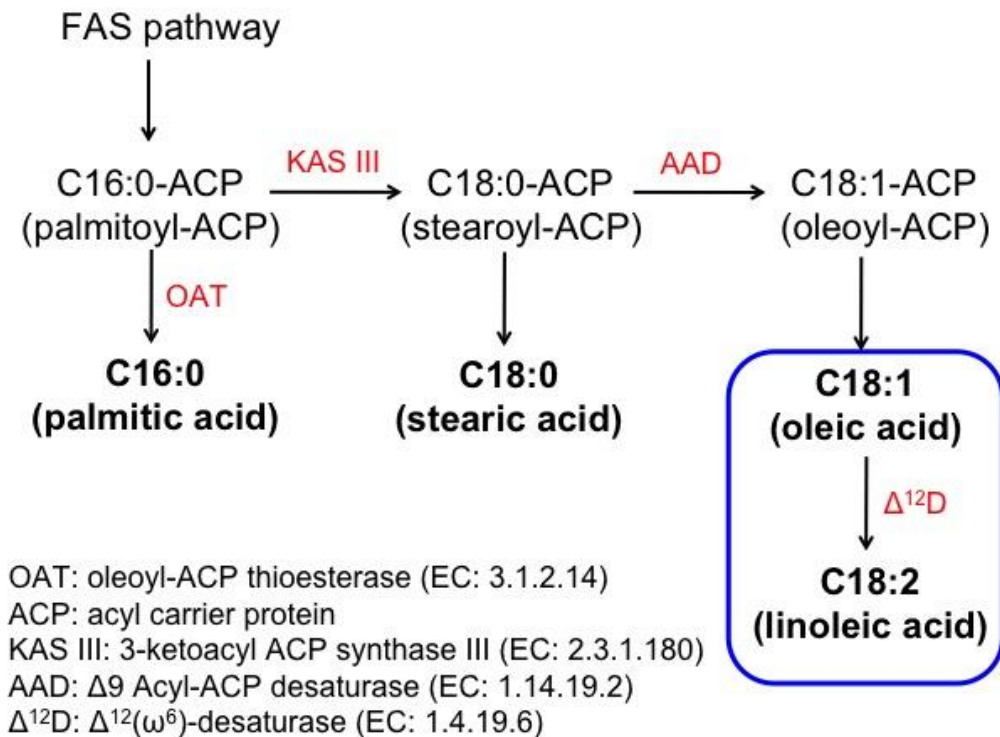 FAS pathway
KAS III
AAD
C16:0-ACP
(palmitoyl-ACP)
C18:0-ACP
(stearoyl-ACP)
C18:1-ACP
(oleoyl-ACP)
OAT
C16:0
(palmitic acid)
C18:0
(stearic acid)
C18:1
(oleic acid)
Δ¹²D
C18:2
(linoleic acid)
OAT: oleoyl-ACP thioesterase (EC: 3.1.2.14)
ACP: acyl carrier protein
KAS III: 3-ketoacyl ACP synthase III (EC: 2.3.1.180)
AAD: Δ9 Acyl-ACP desaturase (EC: 1.14.19.2)
Δ¹²D: Δ¹²(ω⁶)-desaturase (EC: 1.4.19.6)